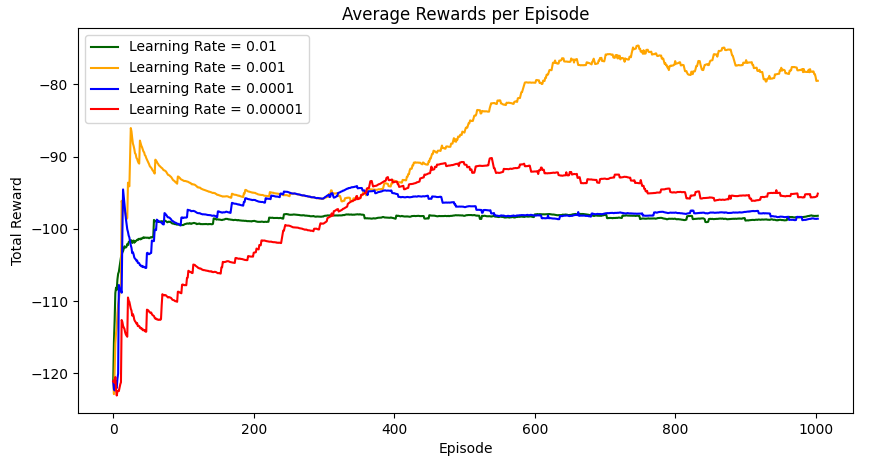 Average Rewards per Episode
Learning Rate = 0.01
Learning Rate = 0.001
Learning Rate = 0.0001
Learning Rate = 0.00001
Total Reward
−80
−90
−100
−110
−120
0 200 400 600 800 1000
Episode